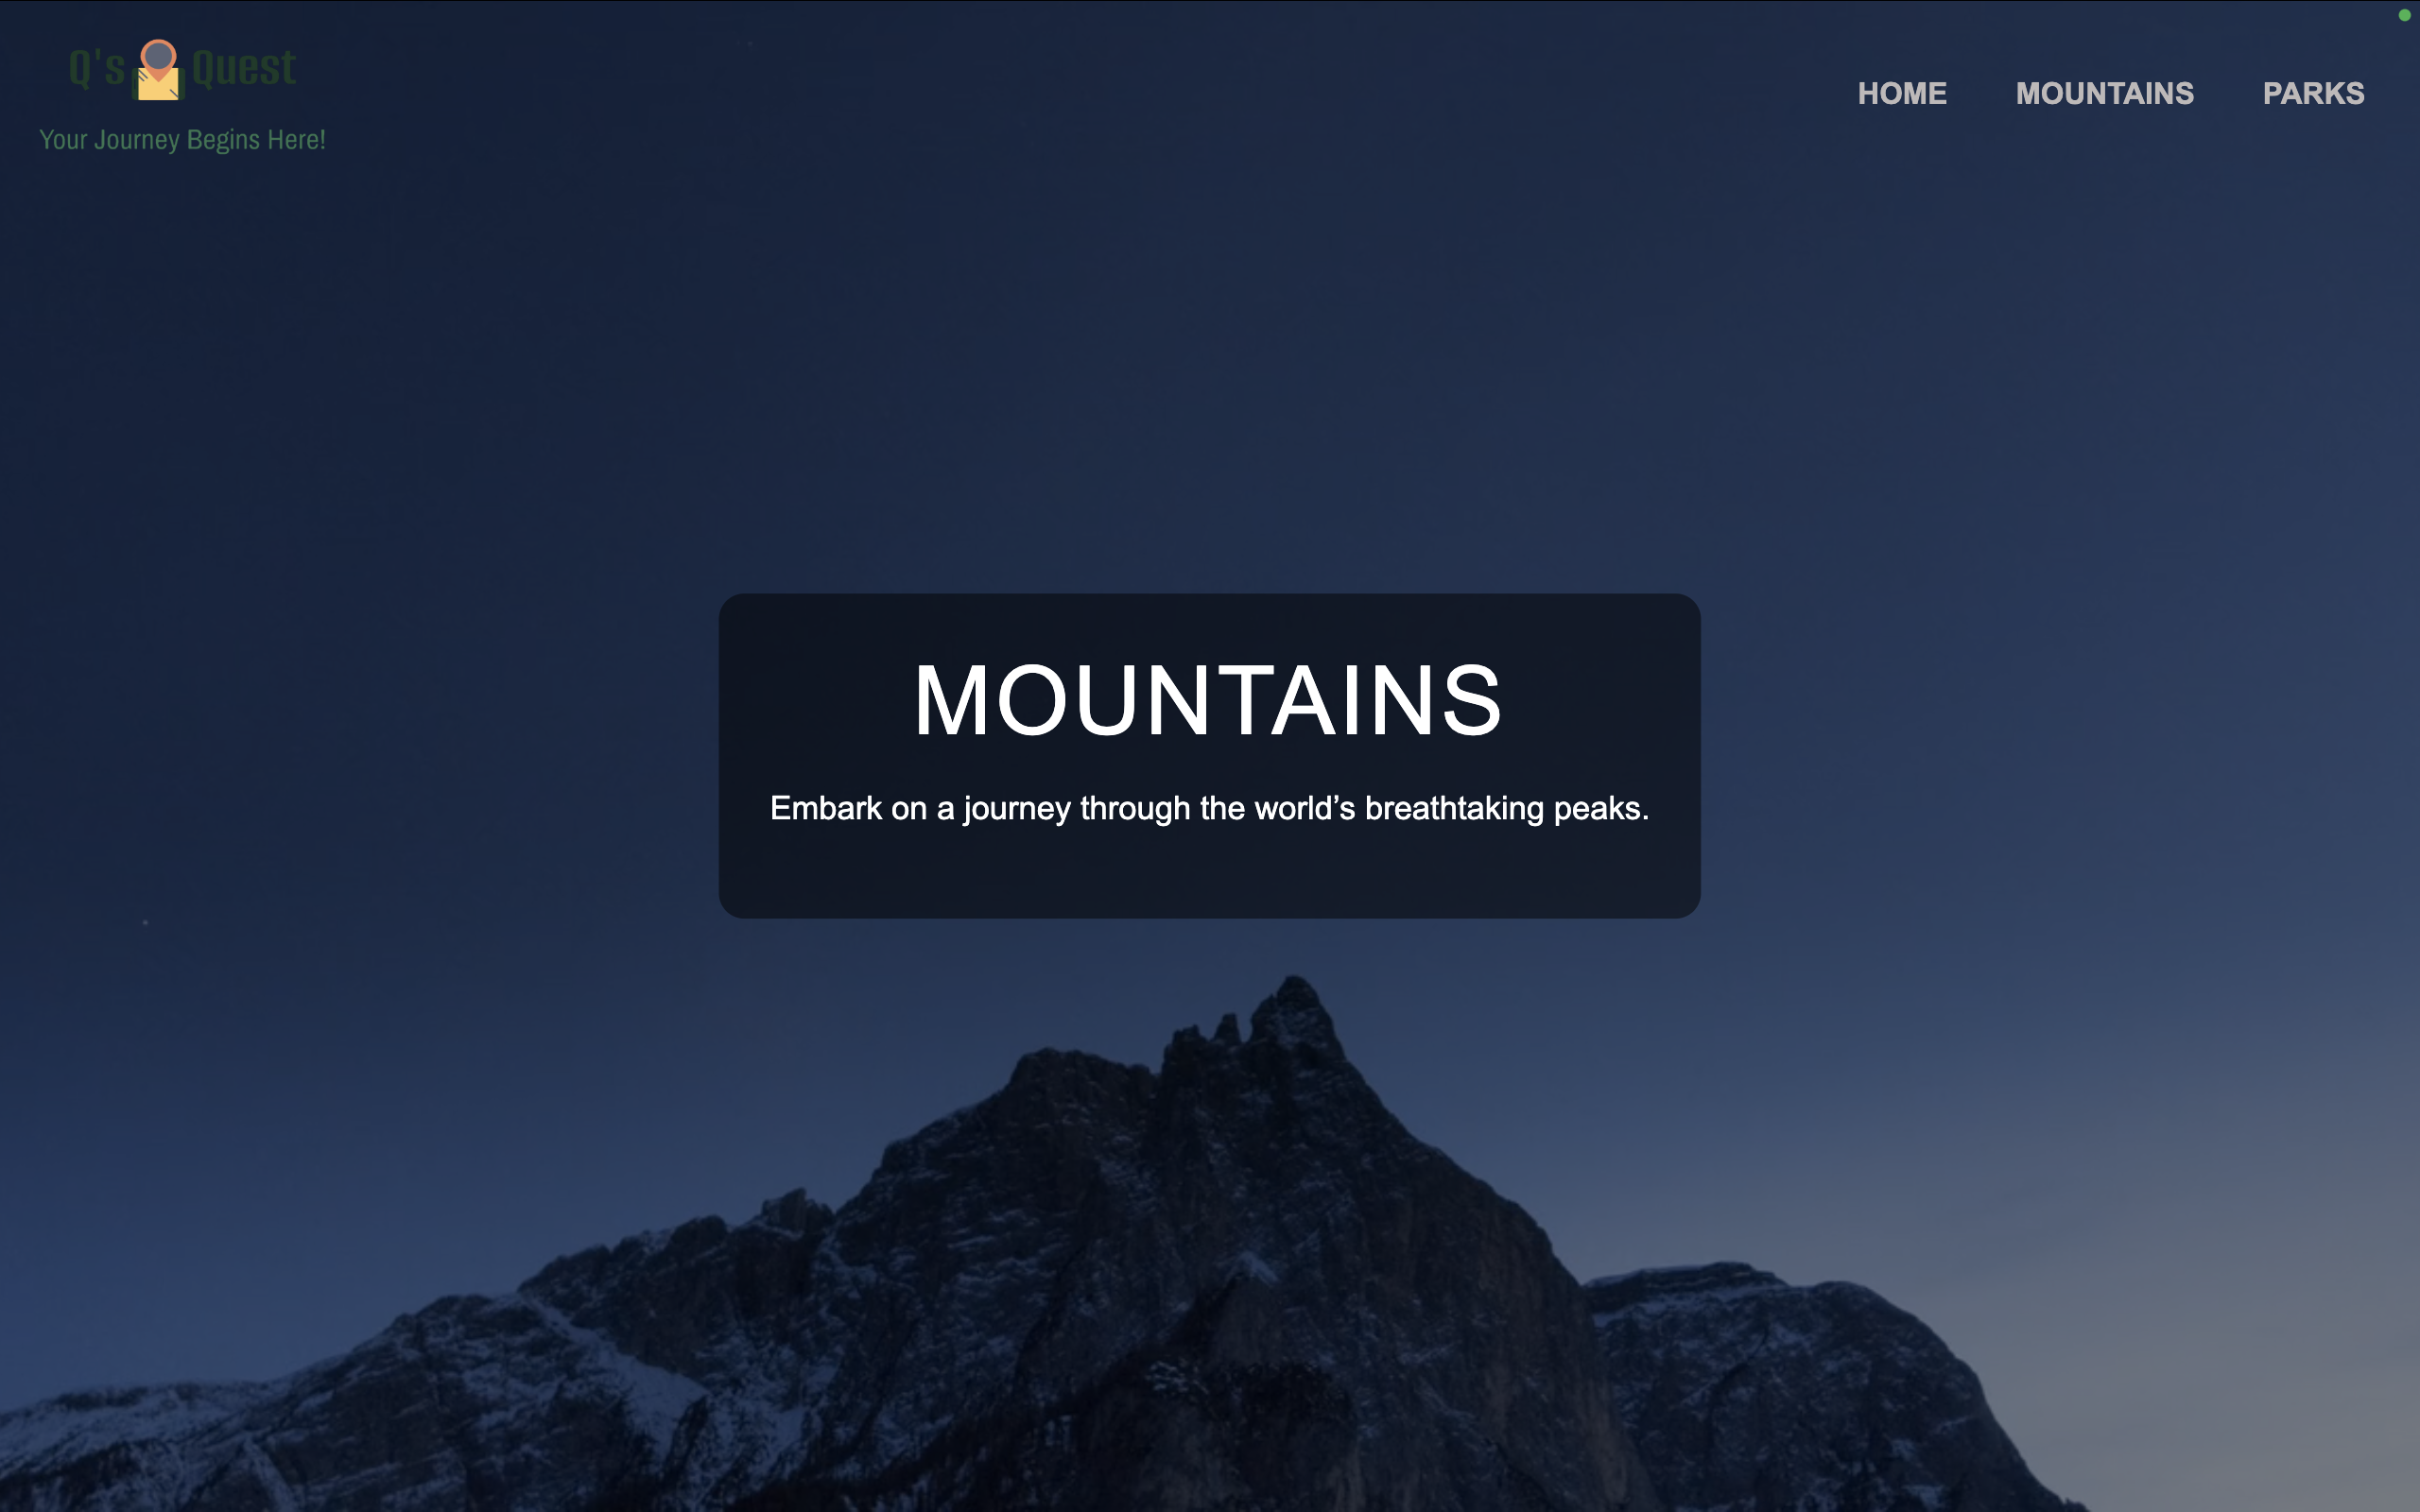 Q's Quest
Your Journey Begins Here!
HOME MOUNTAINS PARKS
MOUNTAINS
Embark on a journey through the world’s breathtaking peaks.